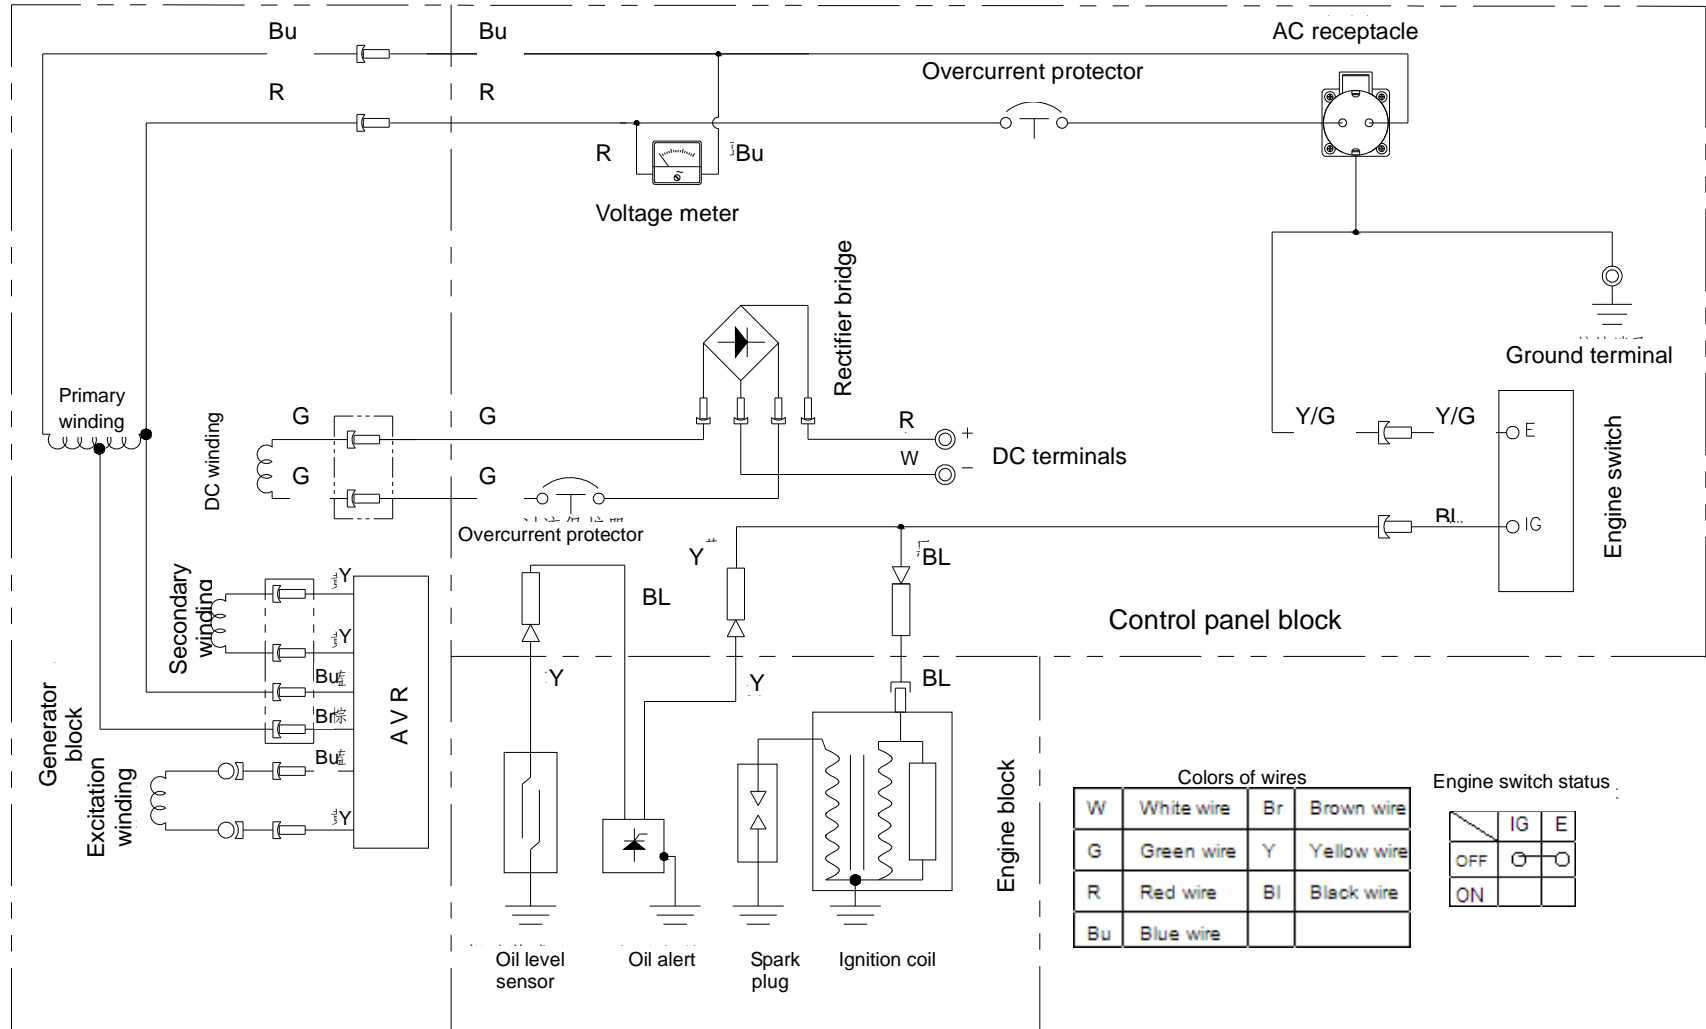 Bu
Bu
AC receptacle
Overcurrent protector
R
R
R
Bu
Voltage meter
Rectifier bridge
Ground terminal
Primary
winding
DC winding
G
G
R
+
Y/G
Y/G
E
W
−
DC terminals
G
G
Engine switch
Overcurrent protector
BL
IG
Y
BL
Secondary
winding
Y
BL
Control panel block
Y
Y
Y
BL
Bu
Br
AVR
Bu
Y
Generator
block
Excitation
winding
Engine block
Oil level
sensor
Oil alert
Spark
plug
Ignition coil
Colors of wires
W White wire Br Brown wire
G Green wire Y Yellow wire
R Red wire Bl Black wire
Bu Blue wire
Engine switch status
IG E
OFF
ON